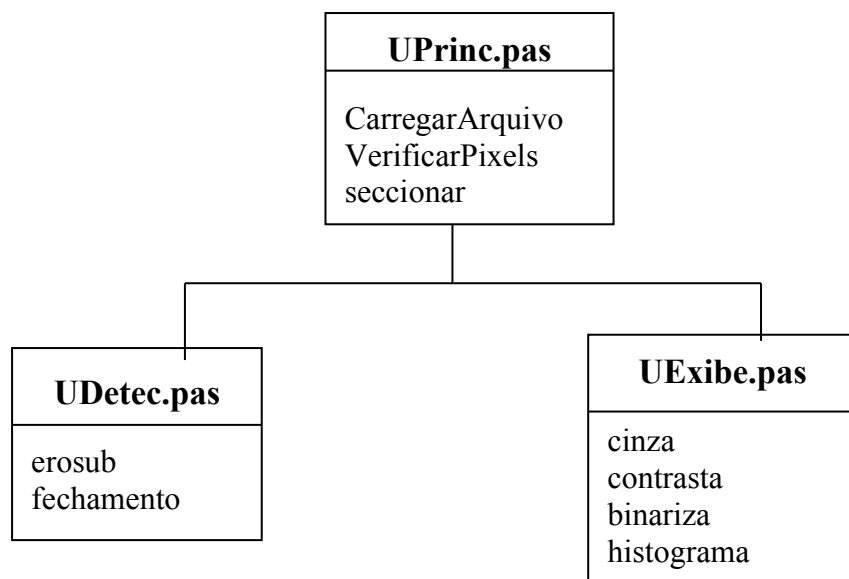 UPrinc.pas
CarregarArquivo
VerificarPixels
seccionar
UDetec.pas
erosub
fechamento
UExibe.pas
cinza
contrasta
binariza
histograma